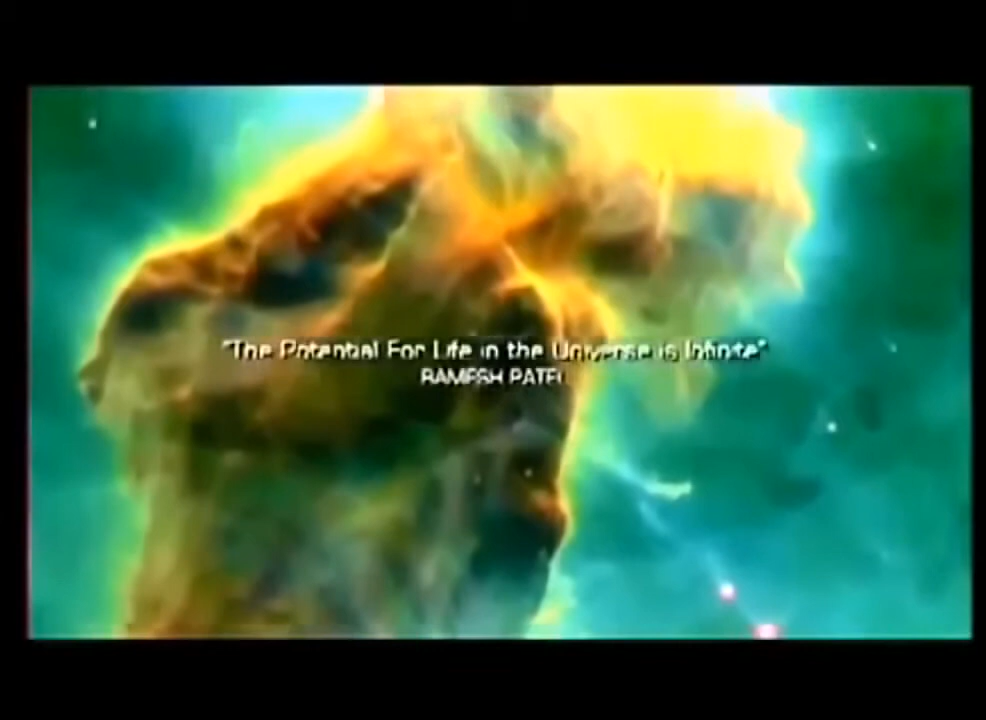 "The Potential For Life in the Universe is Infinite"
RAMESH PATEL